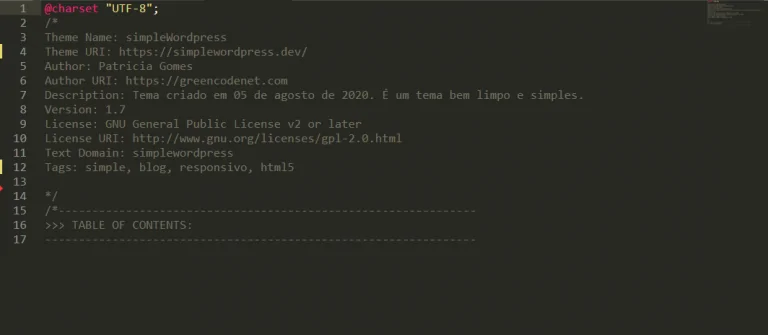 1 @charset "UTF-8";
2 /*
3 Theme Name: simpleWordpress
4 Theme URI: https://simplewordpress.dev/
5 Author: Patricia Gomes
6 Author URI: https://greencodenet.com
7 Description: Tema criado em 05 de agosto de 2020. É um tema bem limpo e simples.
8 Version: 1.7
9 License: GNU General Public License v2 or later
10 License URI: http://www.gnu.org/licenses/gpl-2.0.html
11 Text Domain: simplewordpress
12 Tags: simple, blog, responsivo, html5
13
14 */
15 /*--------------------------------------------------------------
16 >>> TABLE OF CONTENTS:
17 ----------------------------------------------------------------